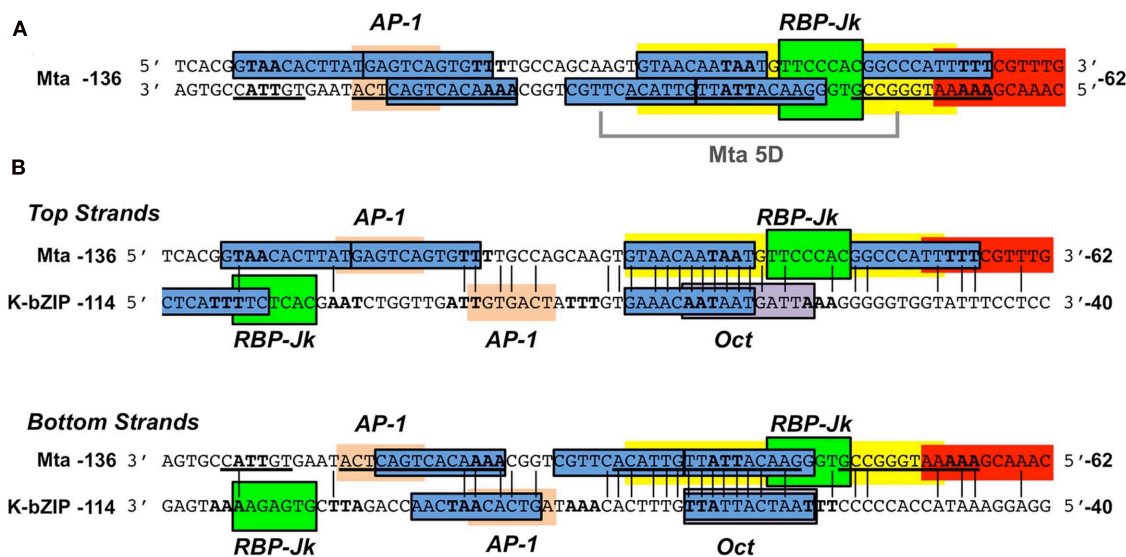 A
AP-1
RBP-Jk
Mta -136 5′ TCACGGTAACACTTATGAGTCAGTGTTTTGCCAGCAAGTGTAACAATAATGTTCCCACGGCCCATTTTTCGTTTG 3′ -62
3′ AGTGCCATTGTGAATACTCAGTCACAAAACGGTCGTTCACATTGTTATTACAAGGGTGCCGGGTAAAAAGCAAAC 5′
Mta 5D
B
Top Strands
AP-1
RBP-Jk
Mta -136 5′ TCACGGTAACACTTATGAGTCAGTGTTTTGCCAGCAAGTGTAACAATAATGTTCCCACGGCCCATTTTTCGTTTG 3′ -62
K-bZIP -114 5′ CTCATTTTCTCACGAATCTGGTTGATTGTGACTATTTGTGAAACAATAATGATTAAAGGGGGTGGTATTTCCTCC 3′ -40
RBP-Jk
AP-1
Oct
Bottom Strands
AP-1
RBP-Jk
Mta -136 3′ AGTGCCATTGTGAATACTCAGTCACAAAACGGTCGTTCACATTGTTATTACAAGGGTGCCGGGTAAAAAGCAAAC 5′ -62
K-bZIP -114 3′ GAGTAAAAGAGTGCTTAGACCAACTAACACTGATAAACACTTTGTTATTACTAATTTCCCCCACCATAAAGGAGG 5′ -40
RBP-Jk
AP-1
Oct